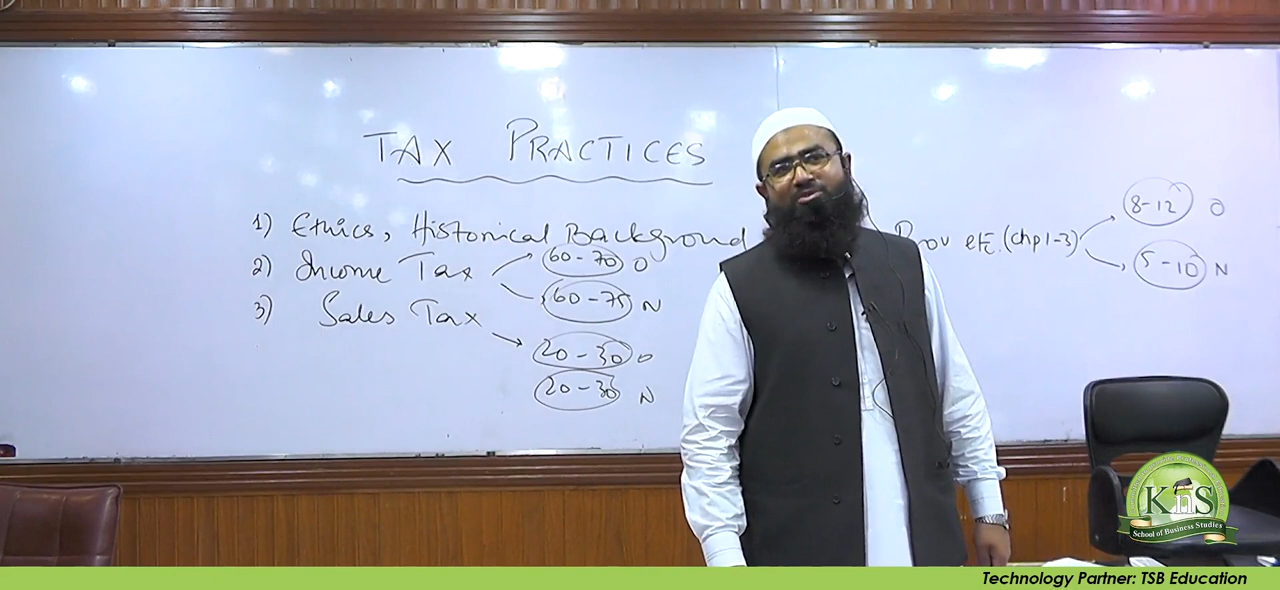 TAX PRACTICES
1) Ethics, Historical Background Prov etc. (chp 1-3) 8-12 O
5-10 N
2) Income Tax 60-70 O
60-75 N
3) Sales Tax 20-30 O
20-30 N
KnS
School of Business Studies
Technology Partner: TSB Education